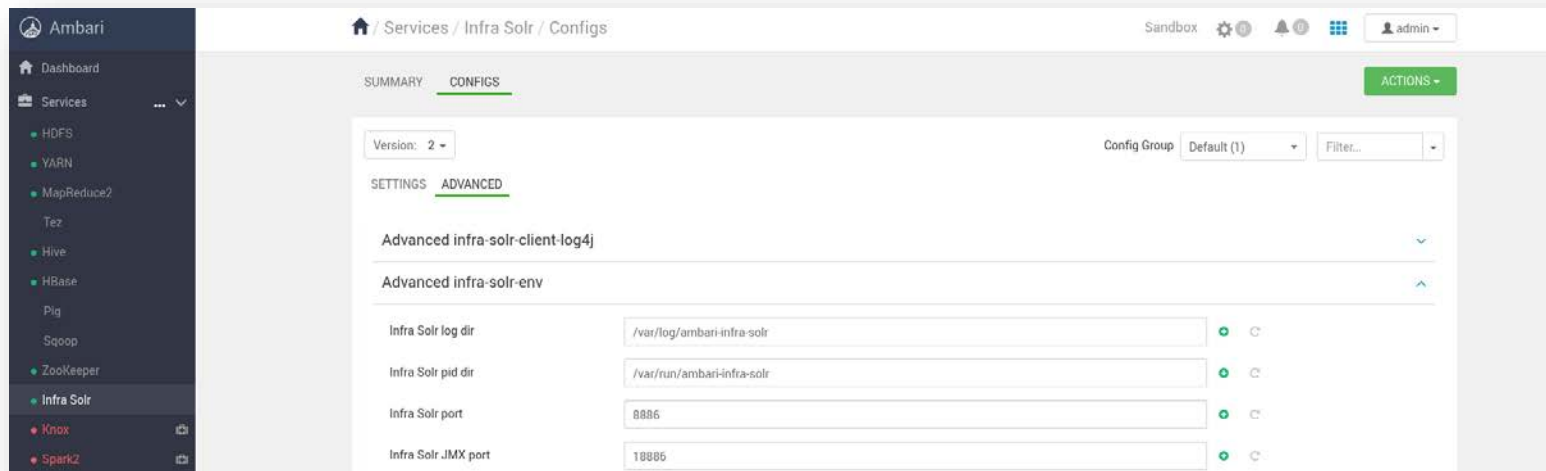 Ambari
/ Services / Infra Solr / Configs
Sandbox 0 0 admin
Dashboard
Services ...
HDFS
YARN
MapReduce2
Tez
Hive
HBase
Pig
Sqoop
ZooKeeper
Infra Solr
Knox
Spark2
SUMMARY CONFIGS
ACTIONS
Version: 2
Config Group Default (1) Filter...
SETTINGS ADVANCED
Advanced infra-solr-client-log4j
Advanced infra-solr-env
Infra Solr log dir /var/log/ambari-infra-solr
Infra Solr pid dir /var/run/ambari-infra-solr
Infra Solr port 8886
Infra Solr JMX port 18886